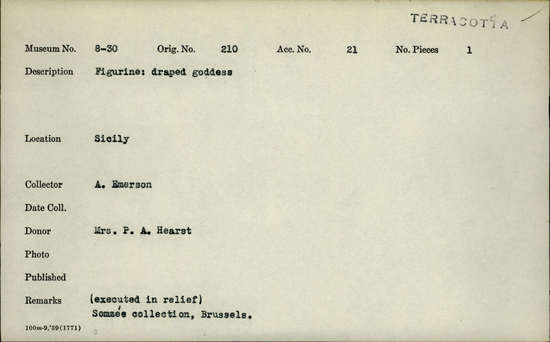 TERRACOTTA
Museum No. 8-30 Orig. No. 210 Acc. No. 21 No. Pieces 1
Description Figurine: draped goddess
Location Sicily
Collector A. Emerson
Date Coll.
Donor Mrs. P. A. Hearst
Photo
Published
Remarks (executed in relief)
Somzée collection, Brussels.
100m-9,'39(1771)